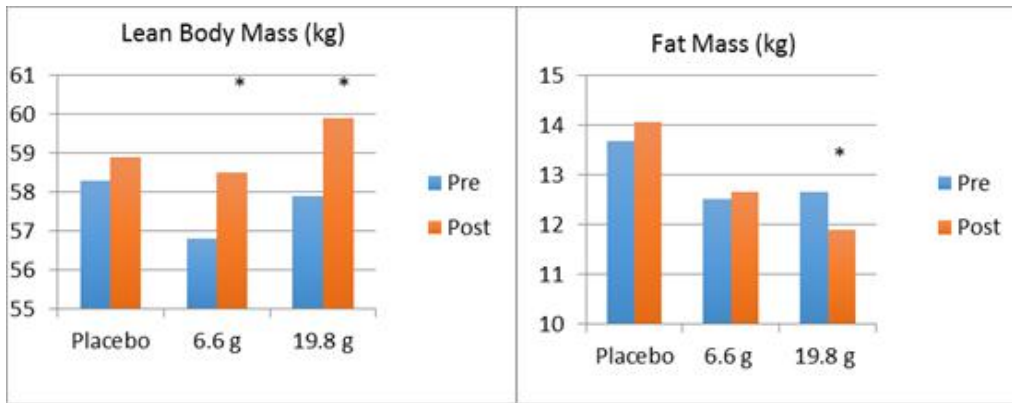 Lean Body Mass (kg)
61
60
59
58
57
56
55
* *
Placebo 6.6 g 19.8 g
Pre
Post
Fat Mass (kg)
15
14
13
12
11
10
*
Placebo 6.6 g 19.8 g
Pre
Post